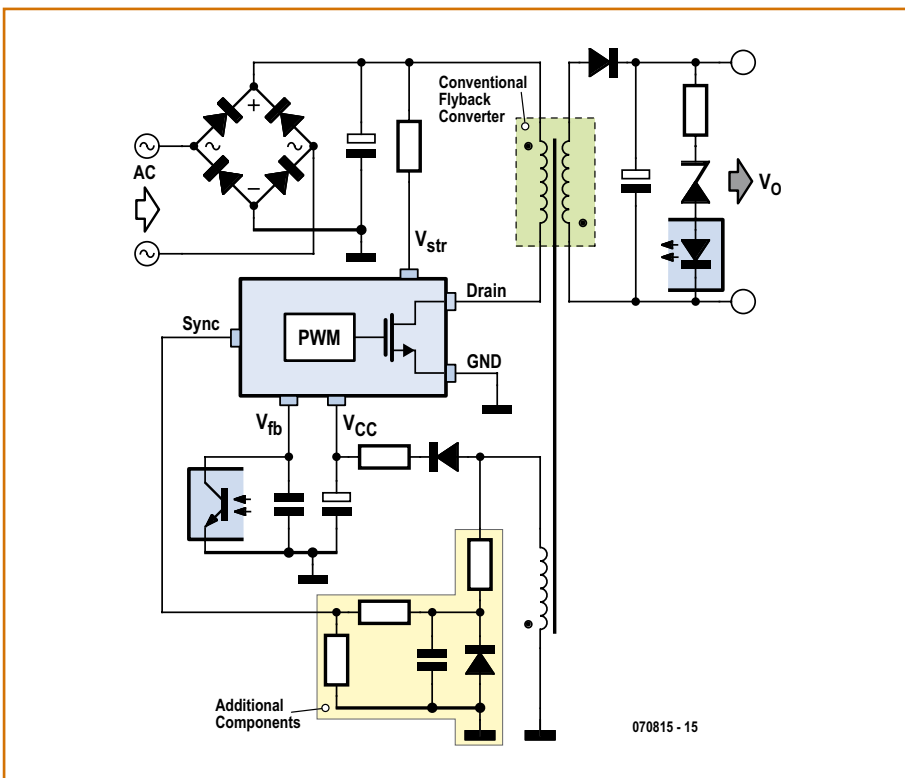 Conventional
Flyback
Converter
+
~
~
AC
−
Vstr
VO
Drain
Sync
PWM
GND
Vfb
VCC
Additional
Components
070815 - 15